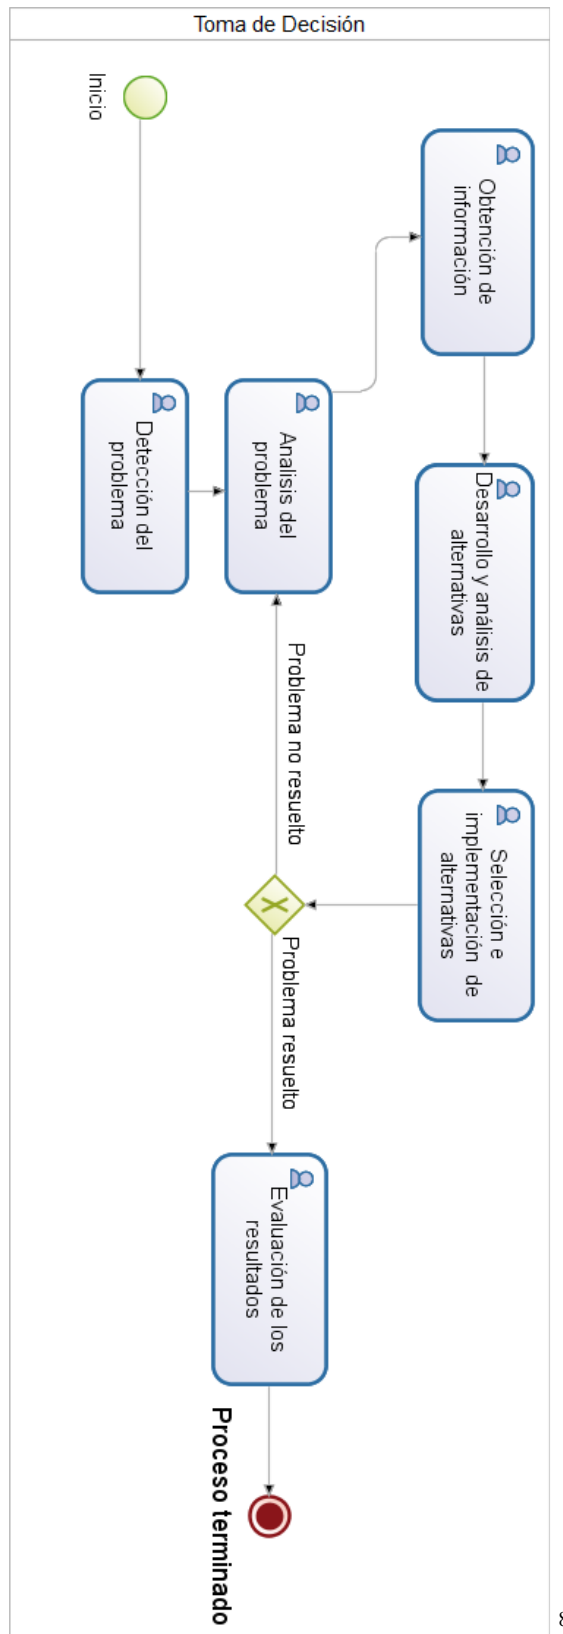 Toma de Decisión
Inicio
Detección del
problema
Analisis del
problema
Obtención de
información
Desarrollo y análisis de
alternativas
Selección e
implementación de
alternativas
Problema no resuelto
Problema resuelto
Evaluación de los
resultados
Proceso terminado